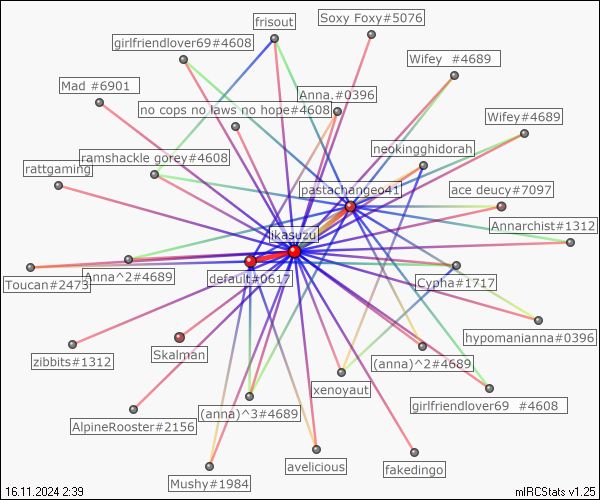 Soxy Foxy#5076
frisout
girlfriendlover69#4608
Wifey  #4689
Mad #6901
Anna.#0396
no cops no laws no hope#4608
Wifey#4689
neokingghidorah
ramshackle gorey#4608
rattgaming
pastachangeo41
ace deucy#7097
Annarchist#1312
ikasuzu
Anna^2#4689
default#0617
Toucan#2473
Cypha#1717
hypomanianna#0396
zibbits#1312
Skalman
(anna)^2#4689
xenoyaut
girlfriendlover69  #4608
(anna)^3#4689
AlpineRooster#2156
avelicious
fakedingo
Mushy#1984
16.11.2024 2:39
mIRCStats v1.25